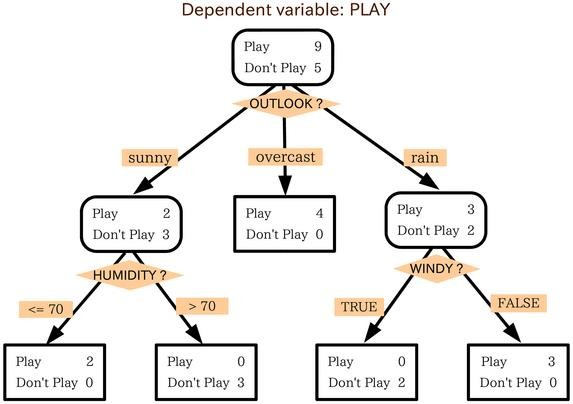 Dependent variable: PLAY
Play 9
Don't Play 5
OUTLOOK ?
sunny
overcast
rain
Play 2
Don't Play 3
Play 4
Don't Play 0
Play 3
Don't Play 2
HUMIDITY ?
WINDY ?
<= 70
> 70
TRUE
FALSE
Play 2
Don't Play 0
Play 0
Don't Play 3
Play 0
Don't Play 2
Play 3
Don't Play 0